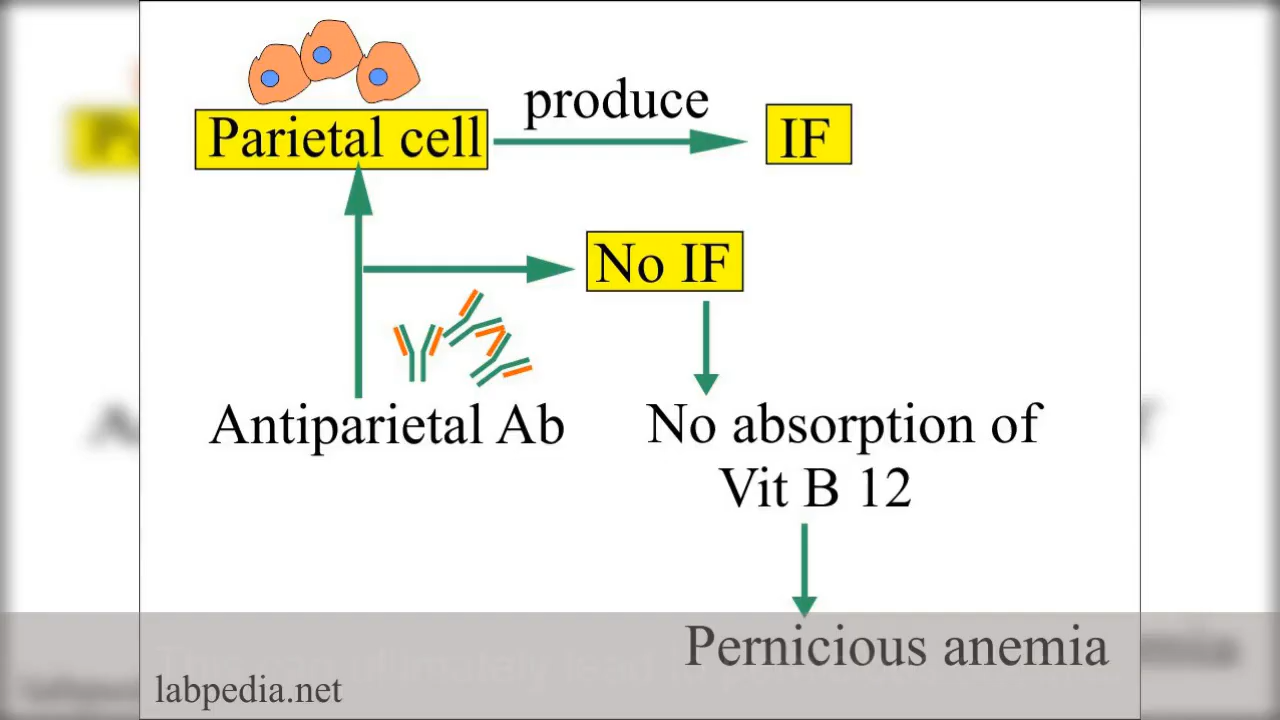 produce
Parietal cell
IF
No IF
Antiparietal Ab
No absorption of
Vit B 12
Pernicious anemia
labpedia.net